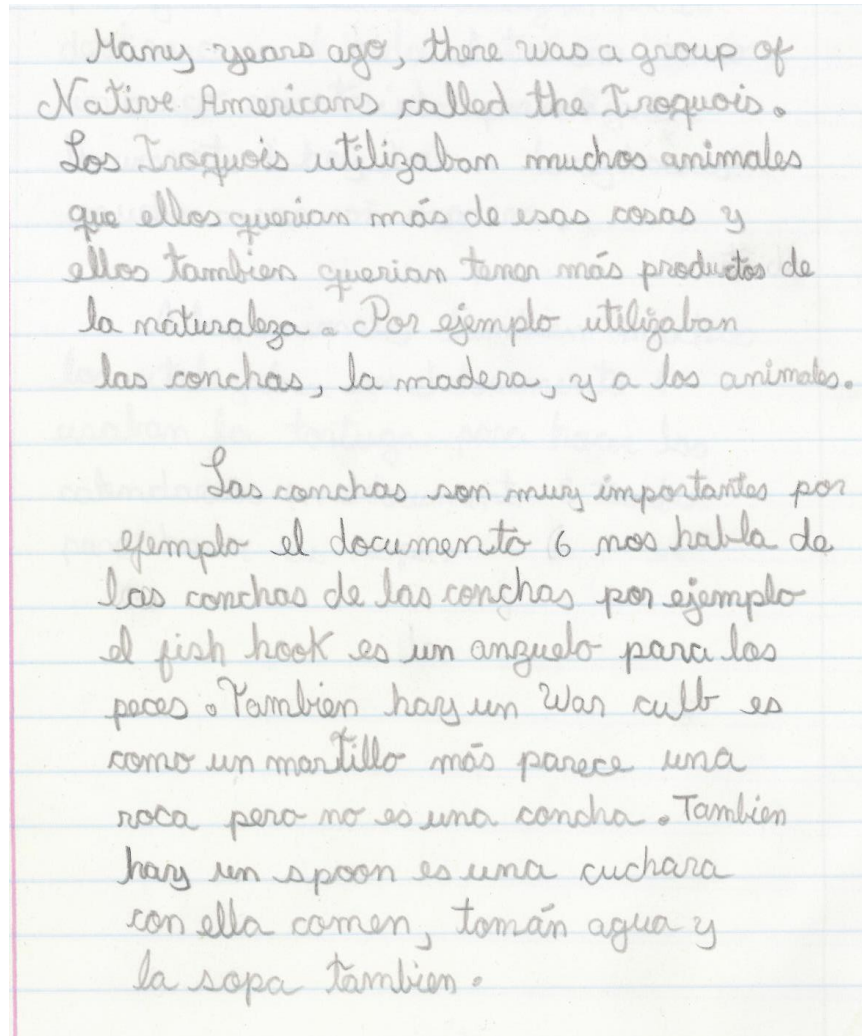 Many years ago, there was a group of
Native Americans called the Iroquois.
Los Iroquois utilizaban muchos animales
que ellos querian más de esas cosas y
ellos tambien querian tener más productos de
la naturaleza. Por ejemplo utilizaban
las conchas, la madera, y a los animales.
Las conchas son muy importantes por
ejemplo el documento 6 nos habla de
las conchas de las conchas por ejemplo
el fish hook es un anzuelo para los
peces. Tambien hay un War culb es
como un martillo más parece una
roca pero no es una concha. Tambien
hay un spoon es una cuchara
con ella comen, tomán agua y
la sopa tambien.